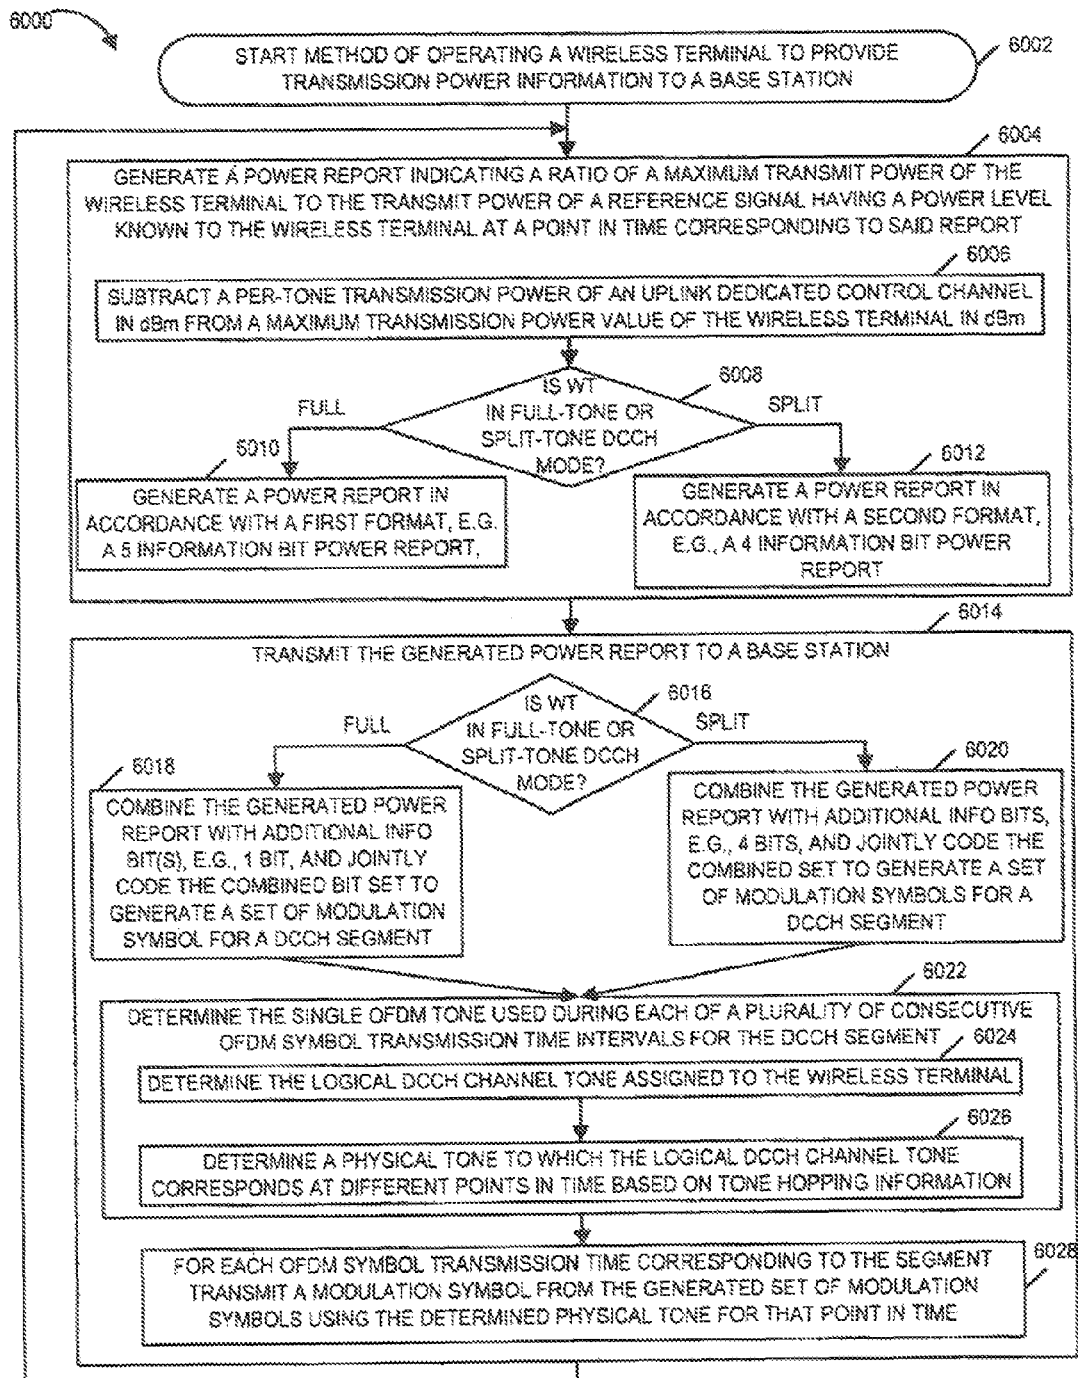 6000
START METHOD OF OPERATING A WIRELESS TERMINAL TO PROVIDE
TRANSMISSION POWER INFORMATION TO A BASE STATION
6002
6004
GENERATE A POWER REPORT INDICATING A RATIO OF A MAXIMUM TRANSMIT POWER OF THE
WIRELESS TERMINAL TO THE TRANSMIT POWER OF A REFERENCE SIGNAL HAVING A POWER LEVEL
KNOWN TO THE WIRELESS TERMINAL AT A POINT IN TIME CORRESPONDING TO SAID REPORT
6006
SUBTRACT A PER-TONE TRANSMISSION POWER OF AN UPLINK DEDICATED CONTROL CHANNEL
IN dBm FROM A MAXIMUM TRANSMISSION POWER VALUE OF THE WIRELESS TERMINAL IN dBm
6008
IS WT
IN FULL-TONE OR
SPLIT-TONE DCCH
MODE?
FULL
SPLIT
6010
GENERATE A POWER REPORT IN
ACCORDANCE WITH A FIRST FORMAT, E.G.
A 5 INFORMATION BIT POWER REPORT,
6012
GENERATE A POWER REPORT IN
ACCORDANCE WITH A SECOND FORMAT,
E.G., A 4 INFORMATION BIT POWER
REPORT
6014
TRANSMIT THE GENERATED POWER REPORT TO A BASE STATION
6016
IS WT
IN FULL-TONE OR
SPLIT-TONE DCCH
MODE?
FULL
SPLIT
6018
COMBINE THE GENERATED POWER
REPORT WITH ADDITIONAL INFO
BIT(S), E.G., 1 BIT, AND JOINTLY
CODE THE COMBINED BIT SET TO
GENERATE A SET OF MODULATION
SYMBOL FOR A DCCH SEGMENT
6020
COMBINE THE GENERATED POWER
REPORT WITH ADDITIONAL INFO BITS,
E.G., 4 BITS, AND JOINTLY CODE THE
COMBINED SET TO GENERATE A SET
OF MODULATION SYMBOLS FOR A
DCCH SEGMENT
6022
DETERMINE THE SINGLE OFDM TONE USED DURING EACH OF A PLURALITY OF CONSECUTIVE
OFDM SYMBOL TRANSMISSION TIME INTERVALS FOR THE DCCH SEGMENT
6024
DETERMINE THE LOGICAL DCCH CHANNEL TONE ASSIGNED TO THE WIRELESS TERMINAL
6026
DETERMINE A PHYSICAL TONE TO WHICH THE LOGICAL DCCH CHANNEL TONE
CORRESPONDS AT DIFFERENT POINTS IN TIME BASED ON TONE HOPPING INFORMATION
6028
FOR EACH OFDM SYMBOL TRANSMISSION TIME CORRESPONDING TO THE SEGMENT
TRANSMIT A MODULATION SYMBOL FROM THE GENERATED SET OF MODULATION
SYMBOLS USING THE DETERMINED PHYSICAL TONE FOR THAT POINT IN TIME